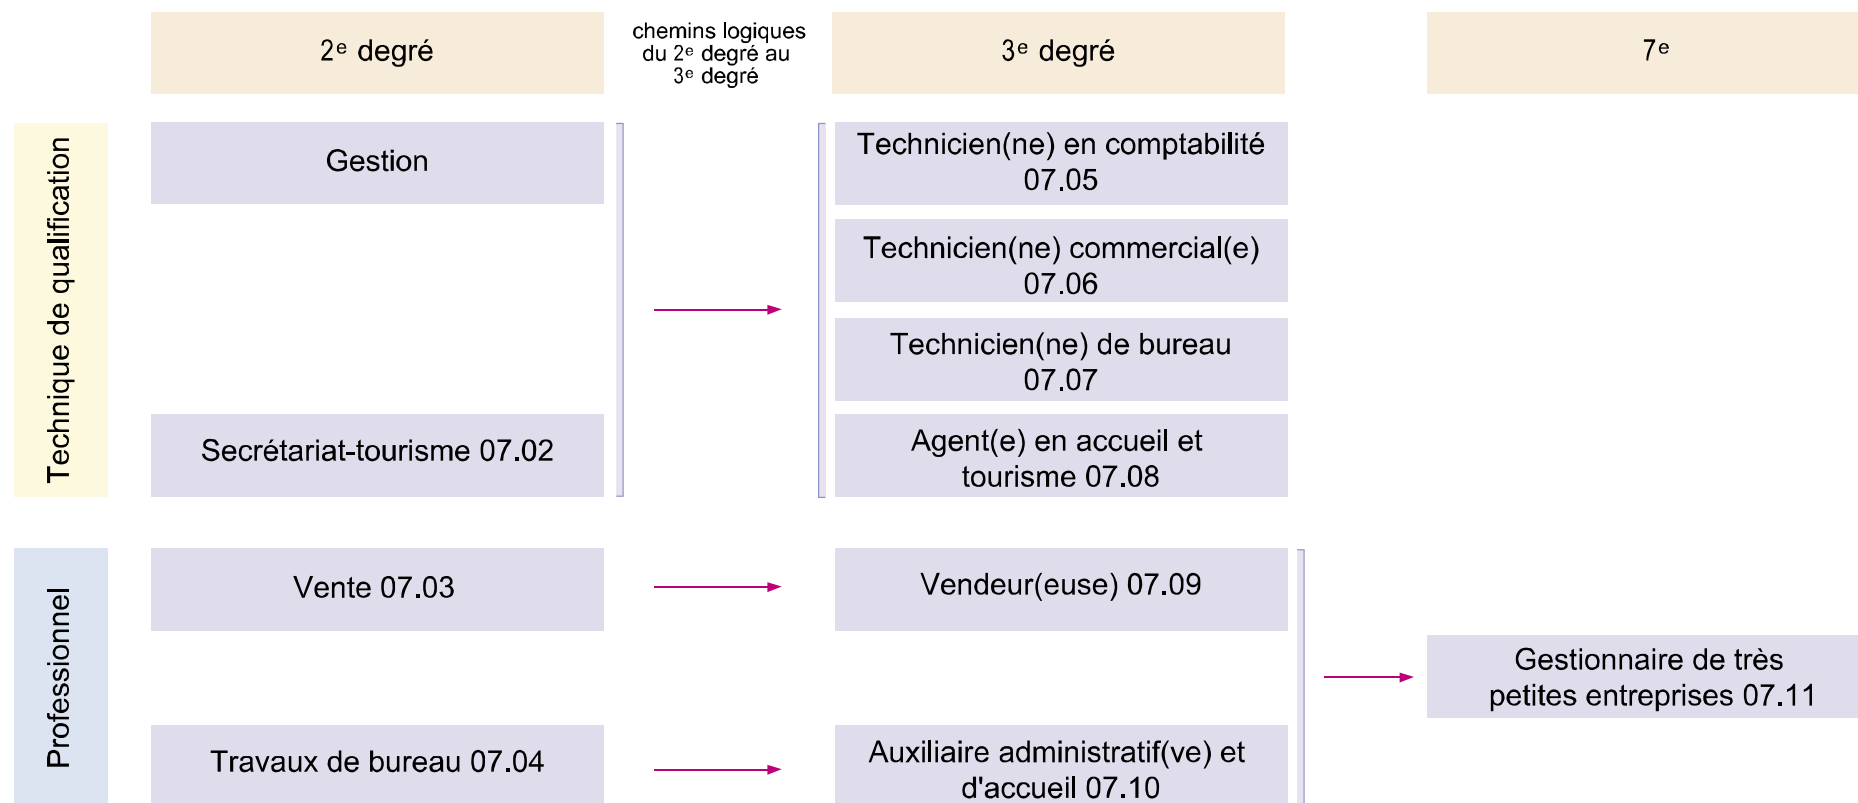 2e degré
chemins logiques
du 2e degré au
3e degré
3e degré
7e
Technique de qualification
Gestion
Technicien(ne) en comptabilité
07.05
Technicien(ne) commercial(e)
07.06
Technicien(ne) de bureau
07.07
Secrétariat-tourisme 07.02
Agent(e) en accueil et
tourisme 07.08
Professionnel
Vente 07.03
Vendeur(euse) 07.09
Gestionnaire de très
petites entreprises 07.11
Travaux de bureau 07.04
Auxiliaire administratif(ve) et
d'accueil 07.10